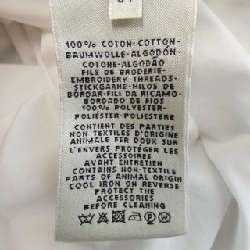 100% COTON-COTTON-
BAUMWOLLE-ALGODON-
COTONE-ALGODÃO
FILS DE BRODERIE-
EMBROIDERY THREADS-
STICKGARNE-HILOS DE
BORDAR-FILI DA RICAMO-
BORDADO DE FIOS
100% POLYESTER-
POLIESTER-POLIESTERE
CONTIENT DES PARTIES
NON TEXTILES D'ORIGINE
ANIMALE FER DOUX SUR
L'ENVERS PROTÉGER LES
ACCESSOIRES
AVANT ENTRETIEN
CONTAINS NON-TEXTILE
PARTS OF ANIMAL ORIGIN
COOL IRON ON REVERSE
PROTECT THE
ACCESSORIES
BEFORE CLEANING